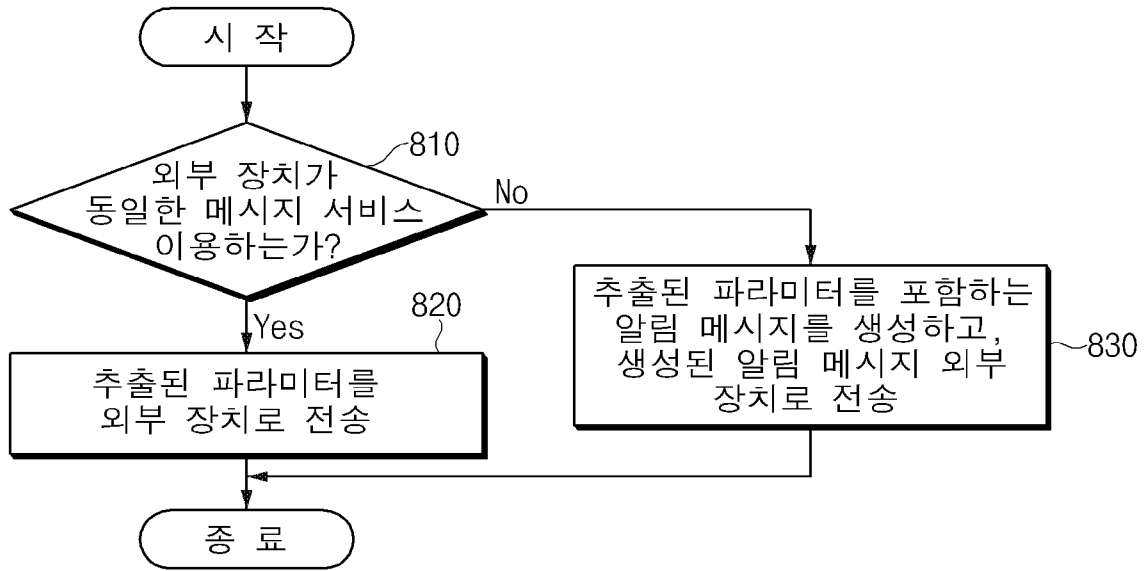 시 작
810
외부 장치가
동일한 메시지 서비스
이용하는가?
No
Yes
820
추출된 파라미터를
외부 장치로 전송
추출된 파라미터를 포함하는
알림 메시지를 생성하고,
생성된 알림 메시지 외부
장치로 전송
830
종 료